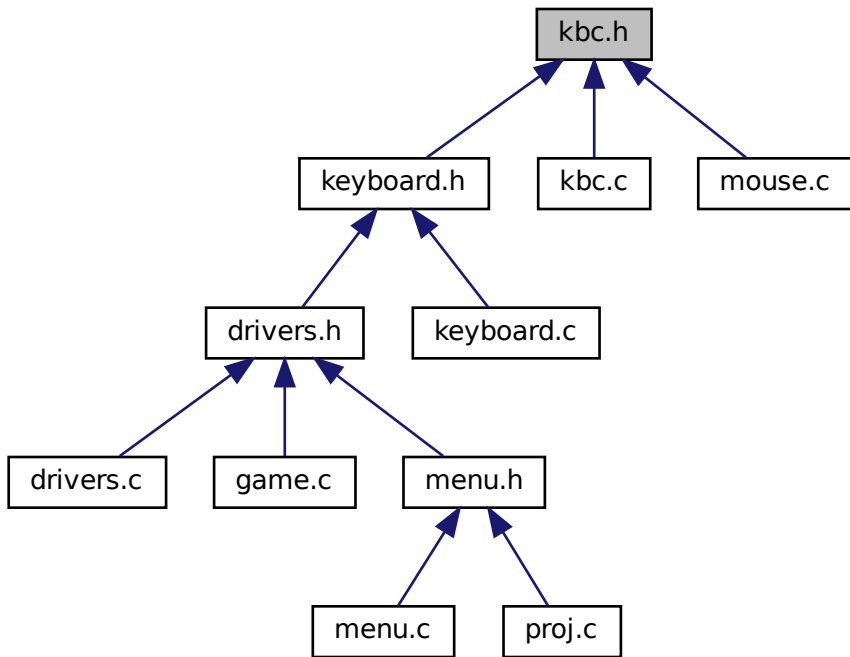 kbc.h
keyboard.h
kbc.c
mouse.c
drivers.h
keyboard.c
drivers.c
game.c
menu.h
menu.c
proj.c